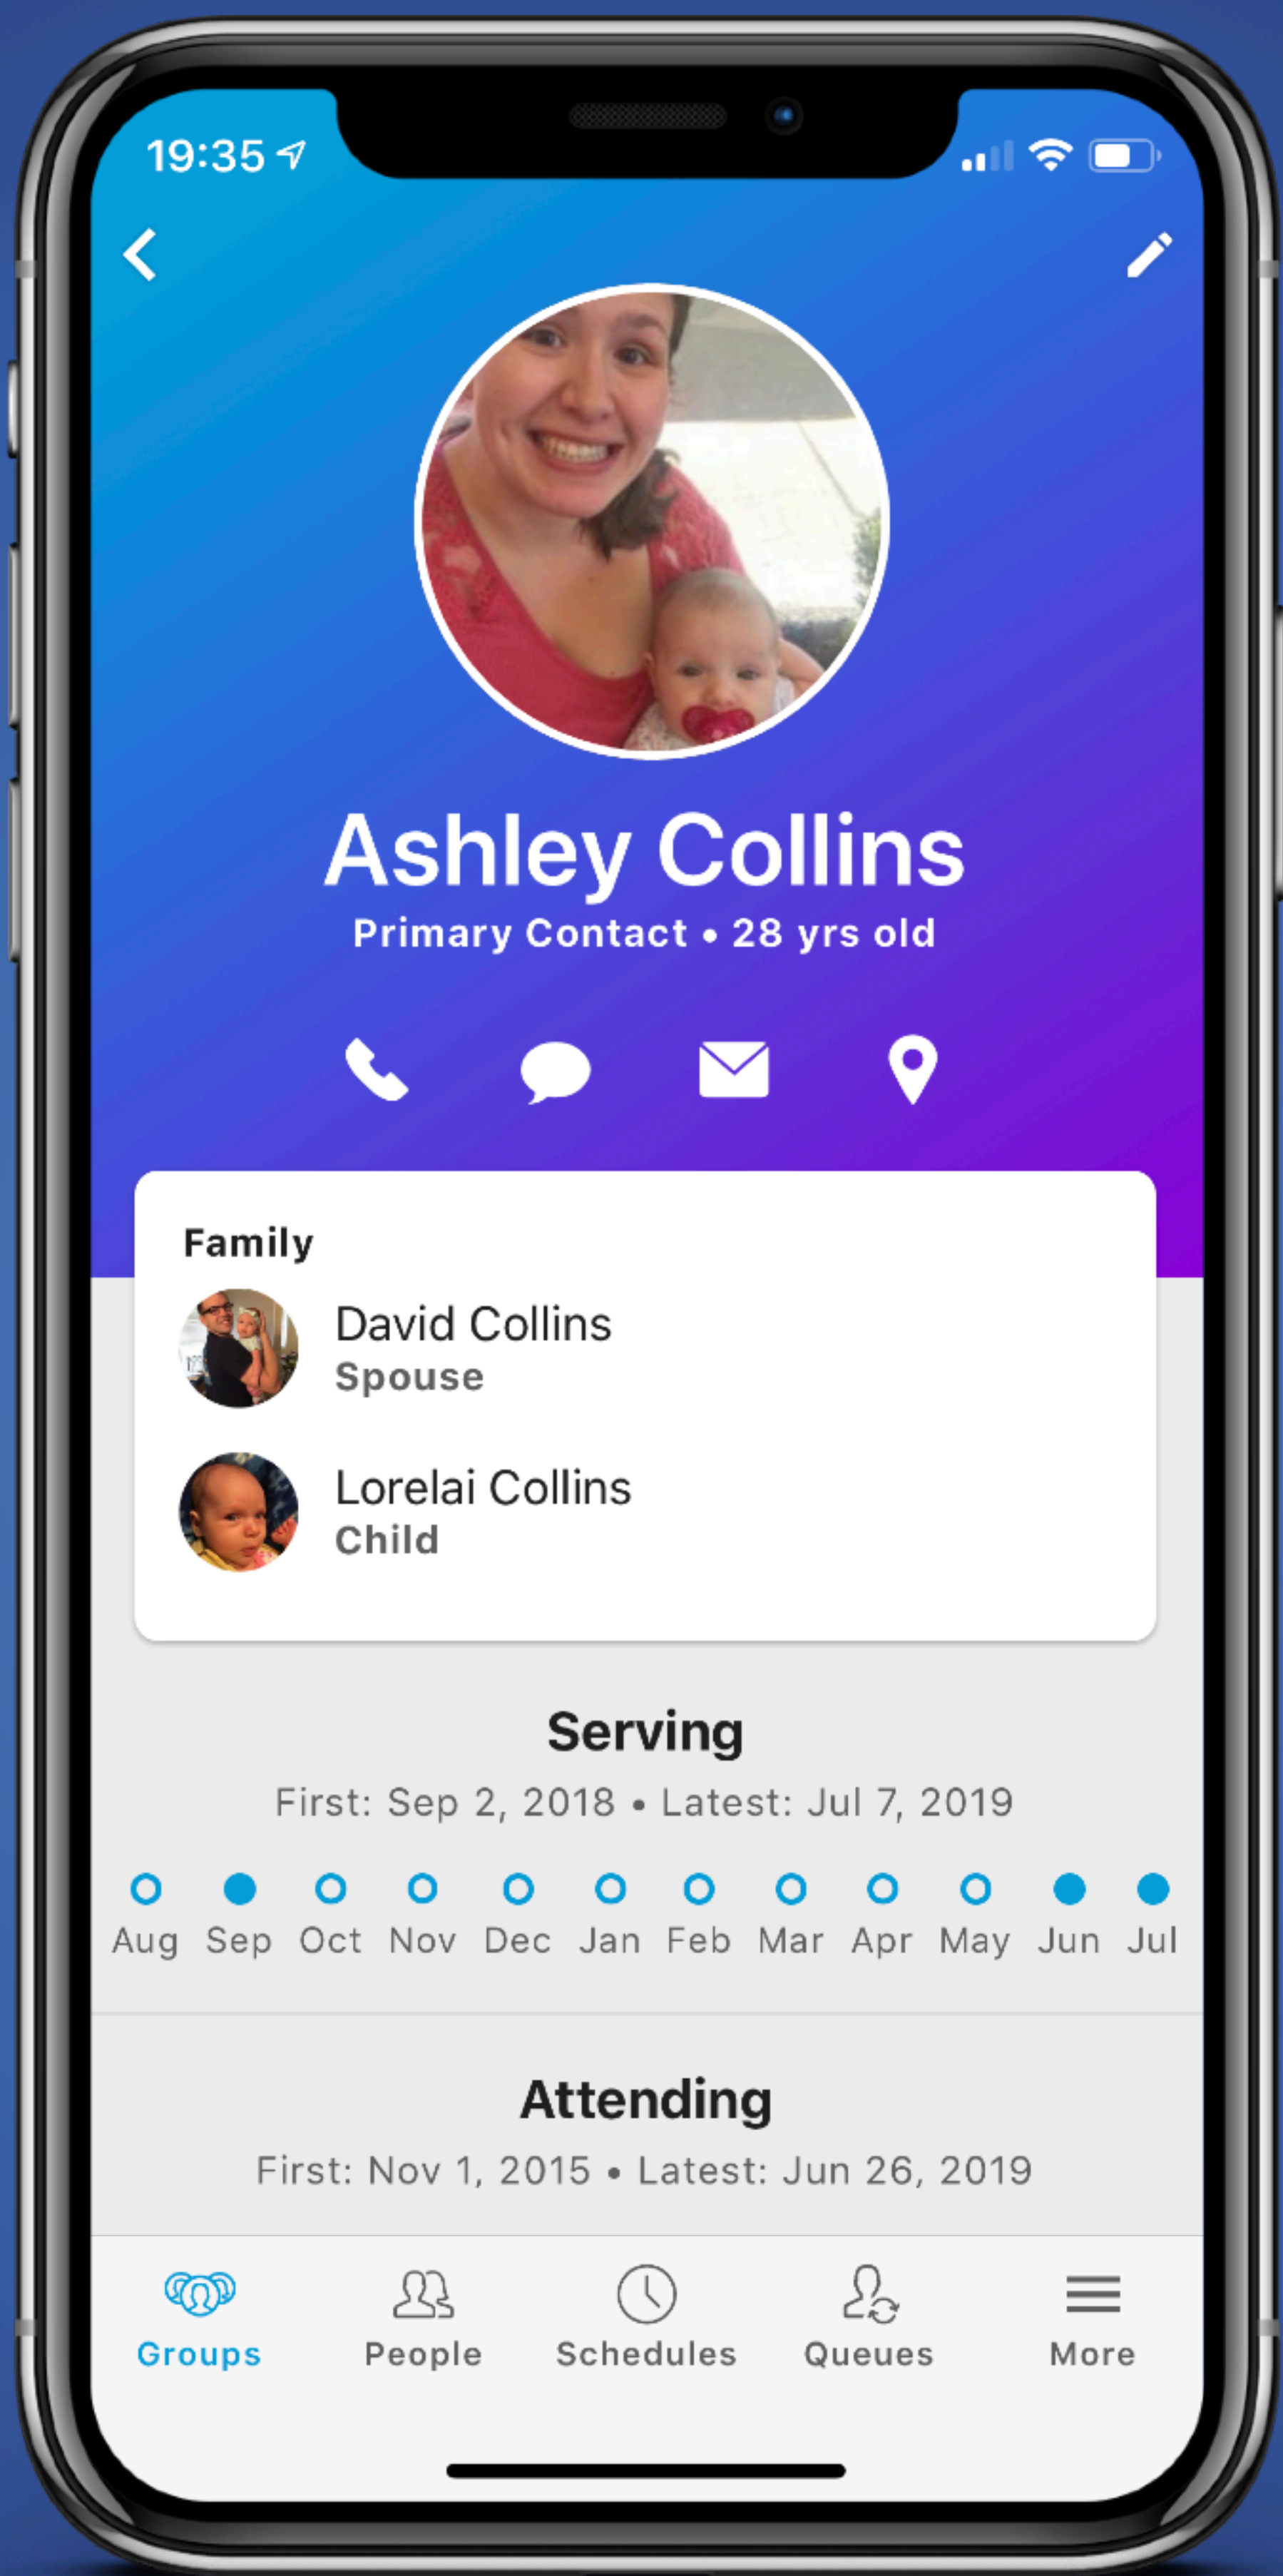 19:35
Ashley Collins
Primary Contact • 28 yrs old
Family
David Collins
Spouse
Lorelai Collins
Child
Serving
First: Sep 2, 2018 • Latest: Jul 7, 2019
Aug Sep Oct Nov Dec Jan Feb Mar Apr May Jun Jul
Attending
First: Nov 1, 2015 • Latest: Jun 26, 2019
Groups People Schedules Queues More